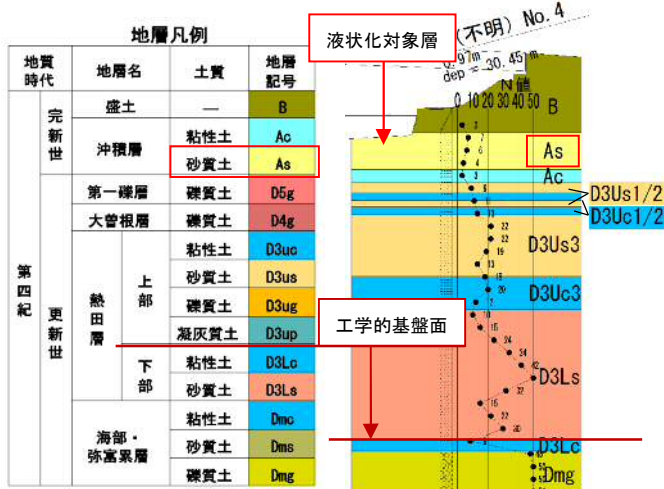 地層凡例
地質時代 地層名 土質 地層記号
第四紀 完新世 盛土 — B
沖積層 粘性土 Ac
砂質土 As
更新世 第一礫層 礫質土 D5g
大曽根層 礫質土 D4g
熱田層 上部 粘性土 D3uc
砂質土 D3us
礫質土 D3ug
凝灰質土 D3up
下部 粘性土 D3Lc
砂質土 D3Ls
海部・弥富累層 粘性土 Dmc
砂質土 Dms
礫質土 Dmg
液状化対象層
(不明) No.4
0.97m
dep = 30.45 m
N値
0 10 20 30 40 50
B
As
Ac
D3Us1/2
D3Uc1/2
D3Us3
D3Uc3
工学的基盤面
D3Ls
D3Lc
Dmg